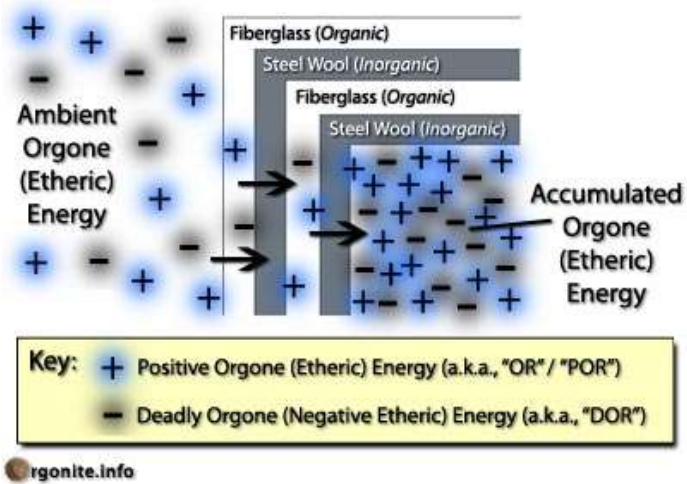 Fiberglass (Organic)
Steel Wool (Inorganic)
Fiberglass (Organic)
Steel Wool (Inorganic)
Ambient
Orgone
(Etheric)
Energy
Accumulated
Orgone
(Etheric)
Energy
Key:
+ Positive Orgone (Etheric) Energy (a.k.a., "OR" / "POR")
- Deadly Orgone (Negative Etheric) Energy (a.k.a., "DOR")
rgonite.info